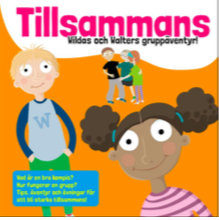 Tillsammans
Wildas och Walters gruppäventyr!
W
Vad är en bra kompis?
Hur fungerar en grupp?
Tips, äventyr och övningar för
att bli starka tillsammans!